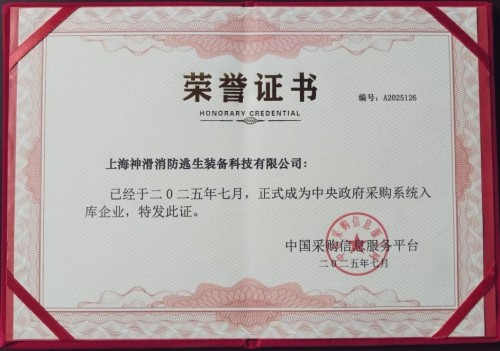 荣誉证书
HONORARY CREDENTIAL
编号：A2025126
上海神滑消防逃生装备科技有限公司：
已经于二〇二五年七月，正式成为中央政府采购系统入
库企业，特发此证。
中国采购信息服务平台
二〇二五年七月